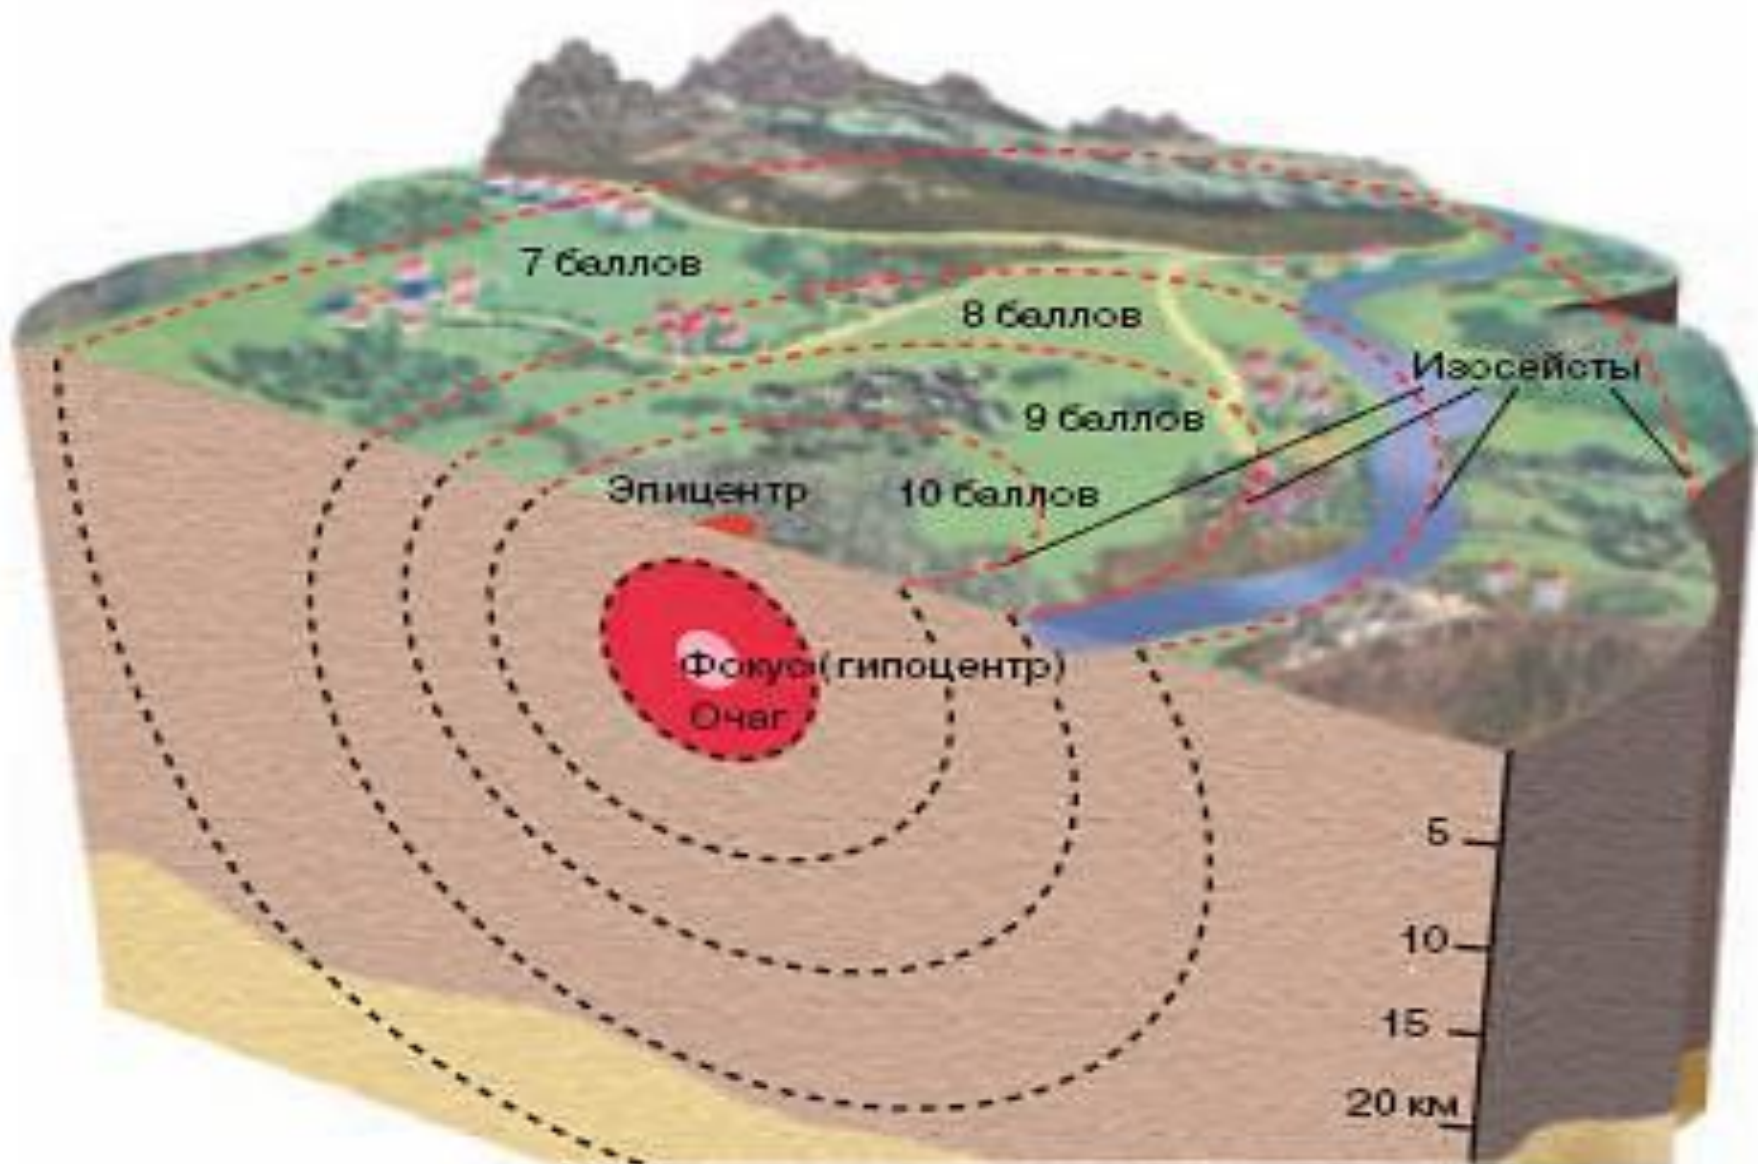 7 баллов
8 баллов
Изосейсты
9 баллов
Эпицентр
10 баллов
Фокус (гипоцентр)
Очаг
5
10
15
20 км